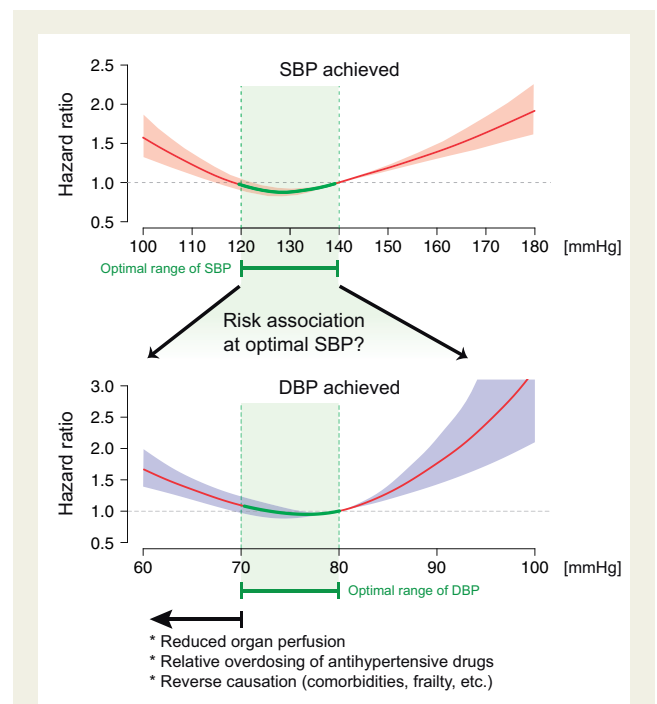 SBP achieved
Hazard ratio
2.5
2.0
1.5
1.0
0.5
100 110 120 130 140 150 160 170 180 [mmHg]
Optimal range of SBP
Risk association
at optimal SBP?
DBP achieved
Hazard ratio
3.0
2.5
2.0
1.5
1.0
0.5
60 70 80 90 100 [mmHg]
Optimal range of DBP
* Reduced organ perfusion
* Relative overdosing of antihypertensive drugs
* Reverse causation (comorbidities, frailty, etc.)